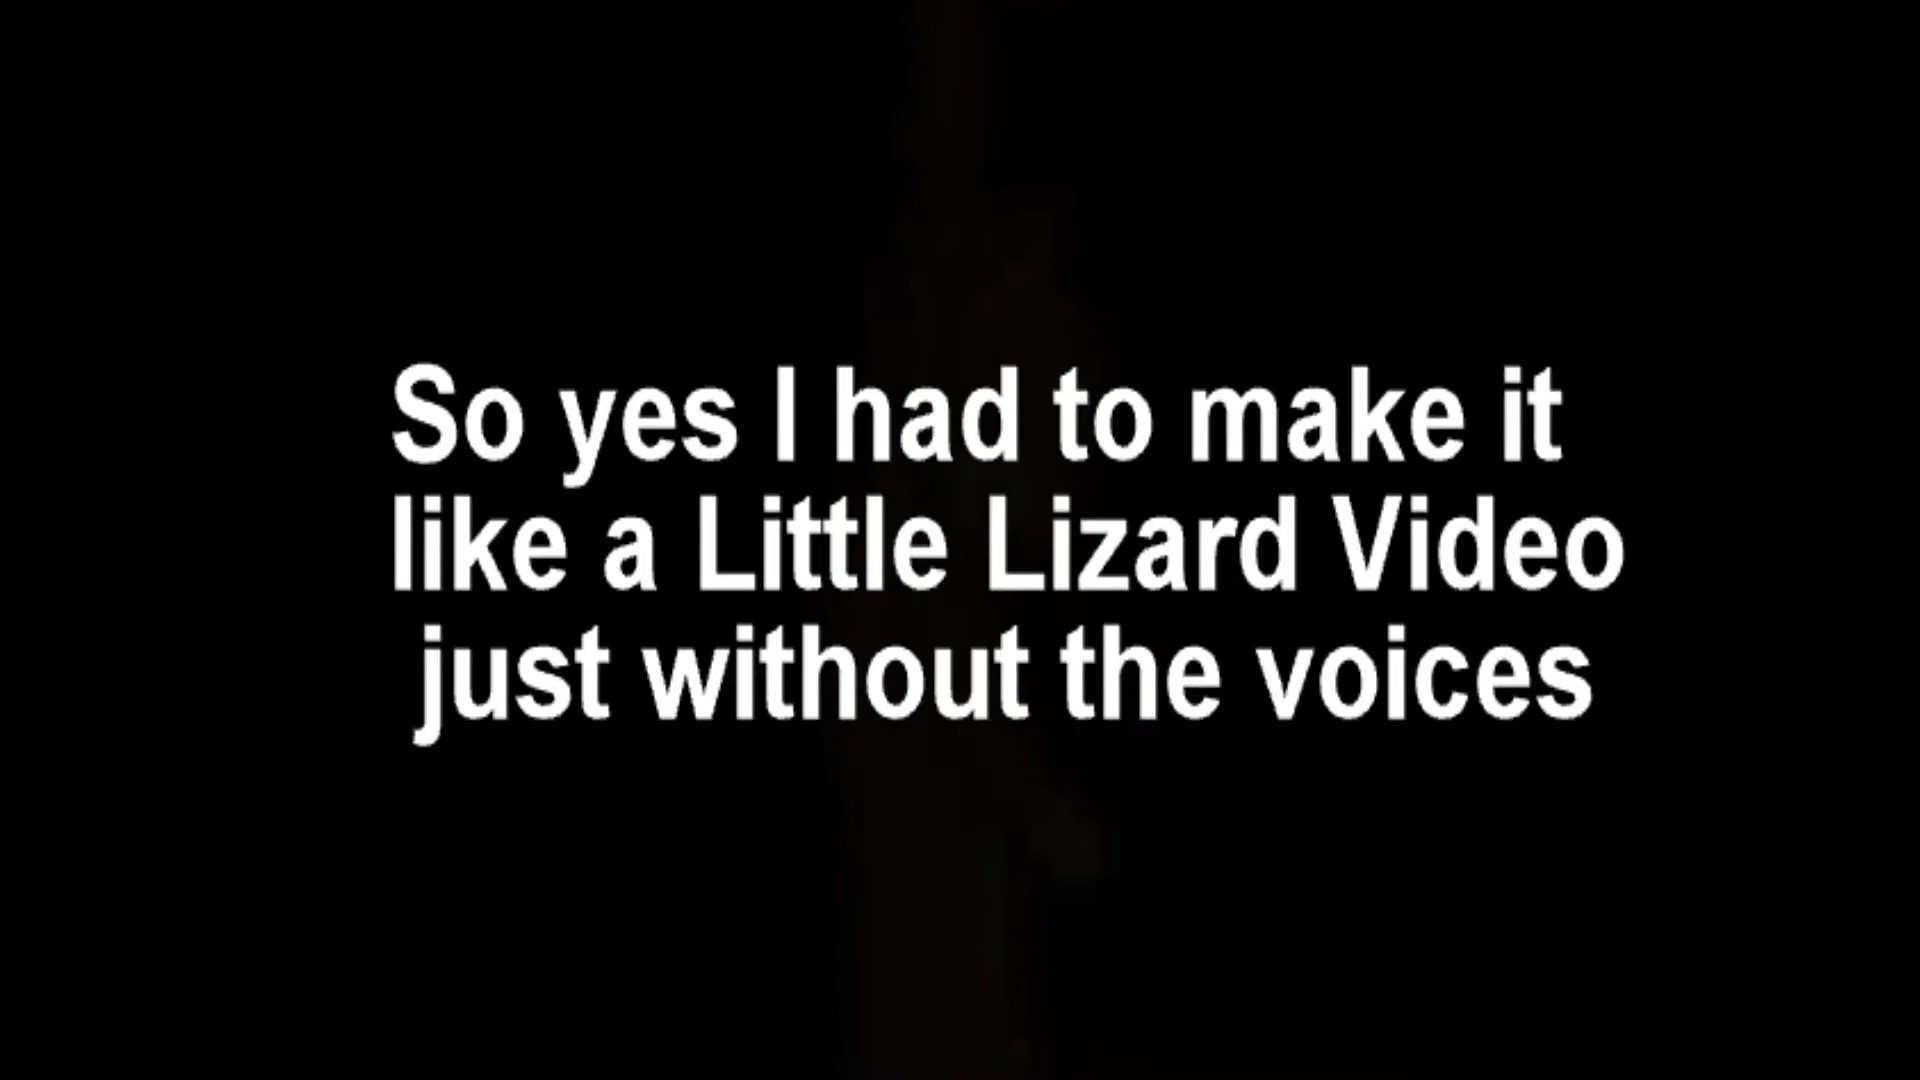 So yes I had to make it
like a Little Lizard Video
just without the voices